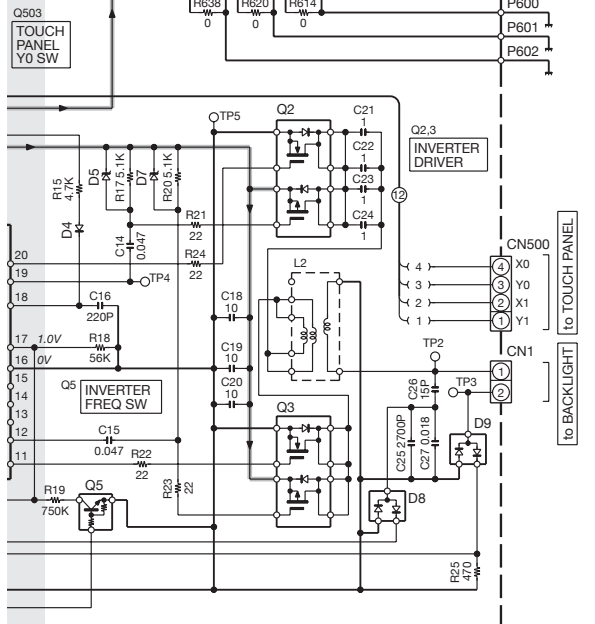 Q503
TOUCH
PANEL
Y0 SW
R638
0
R620
0
R614
0
P600
P601
P602
TP5
Q2
C21
1
C22
1
C23
1
C24
1
Q2,3
INVERTER
DRIVER
12
R15
4.7K
D5
R17 5.1K
D7
R20 5.1K
D4
C14
0.047
R21
22
R24
22
TP4
20
19
18
17
16
15
14
13
12
11
1.0V
0V
C16
220P
R18
56K
Q5
INVERTER
FREQ SW
C18
10
C19
10
C20
10
L2
CN500
4
4
X0
3
3
Y0
2
2
X1
1
1
Y1
to TOUCH PANEL
TP2
CN1
1
2
to BACKLIGHT
C26
15P
TP3
C25 2700P
C27 0.018
D9
D8
Q3
C15
0.047
R22
22
R23
22
R19
750K
Q5
R25
470